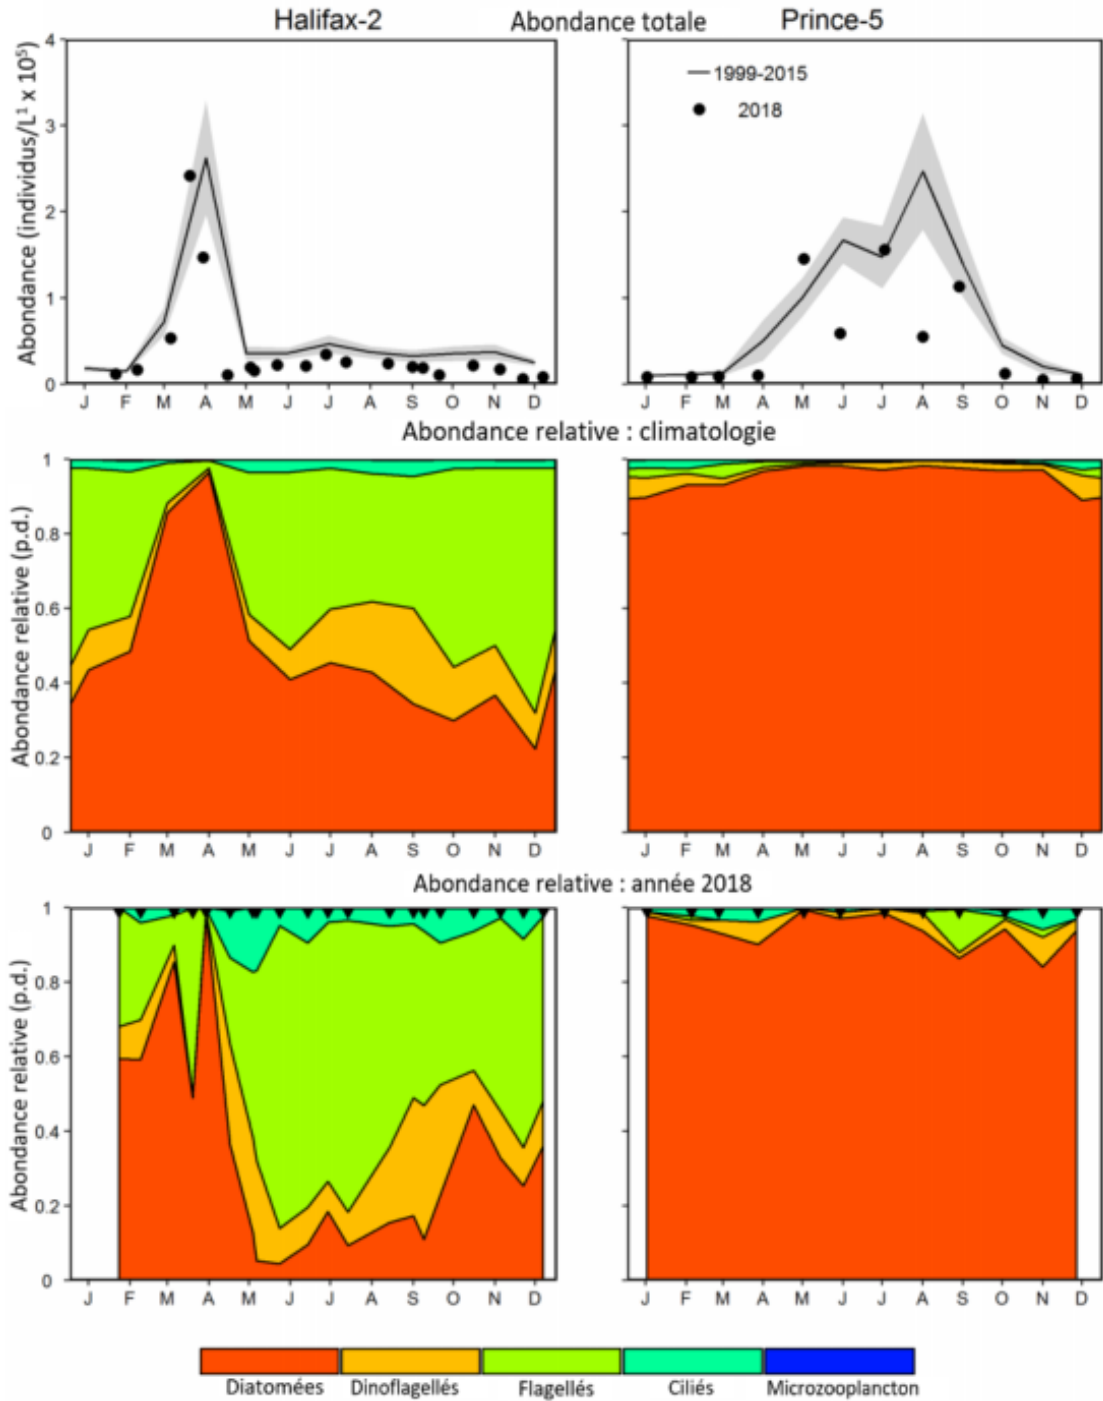 Halifax-2 Abondance totale Prince-5
Abondance (individus/L¹ x 10⁵)
4
3
2
1
0
1999-2015
2018
J F M A M J J A S O N D
J F M A M J J A S O N D
Abondance relative : climatologie
Abondance relative (p.d.)
1
0.8
0.6
0.4
0.2
0
J F M A M J J A S O N D
J F M A M J J A S O N D
Abondance relative : année 2018
Abondance relative (p.d.)
1
0.8
0.6
0.4
0.2
0
J F M A M J J A S O N D
J F M A M J J A S O N D
Diatomées Dinoflagellés Flagellés Ciliés Microzooplancton